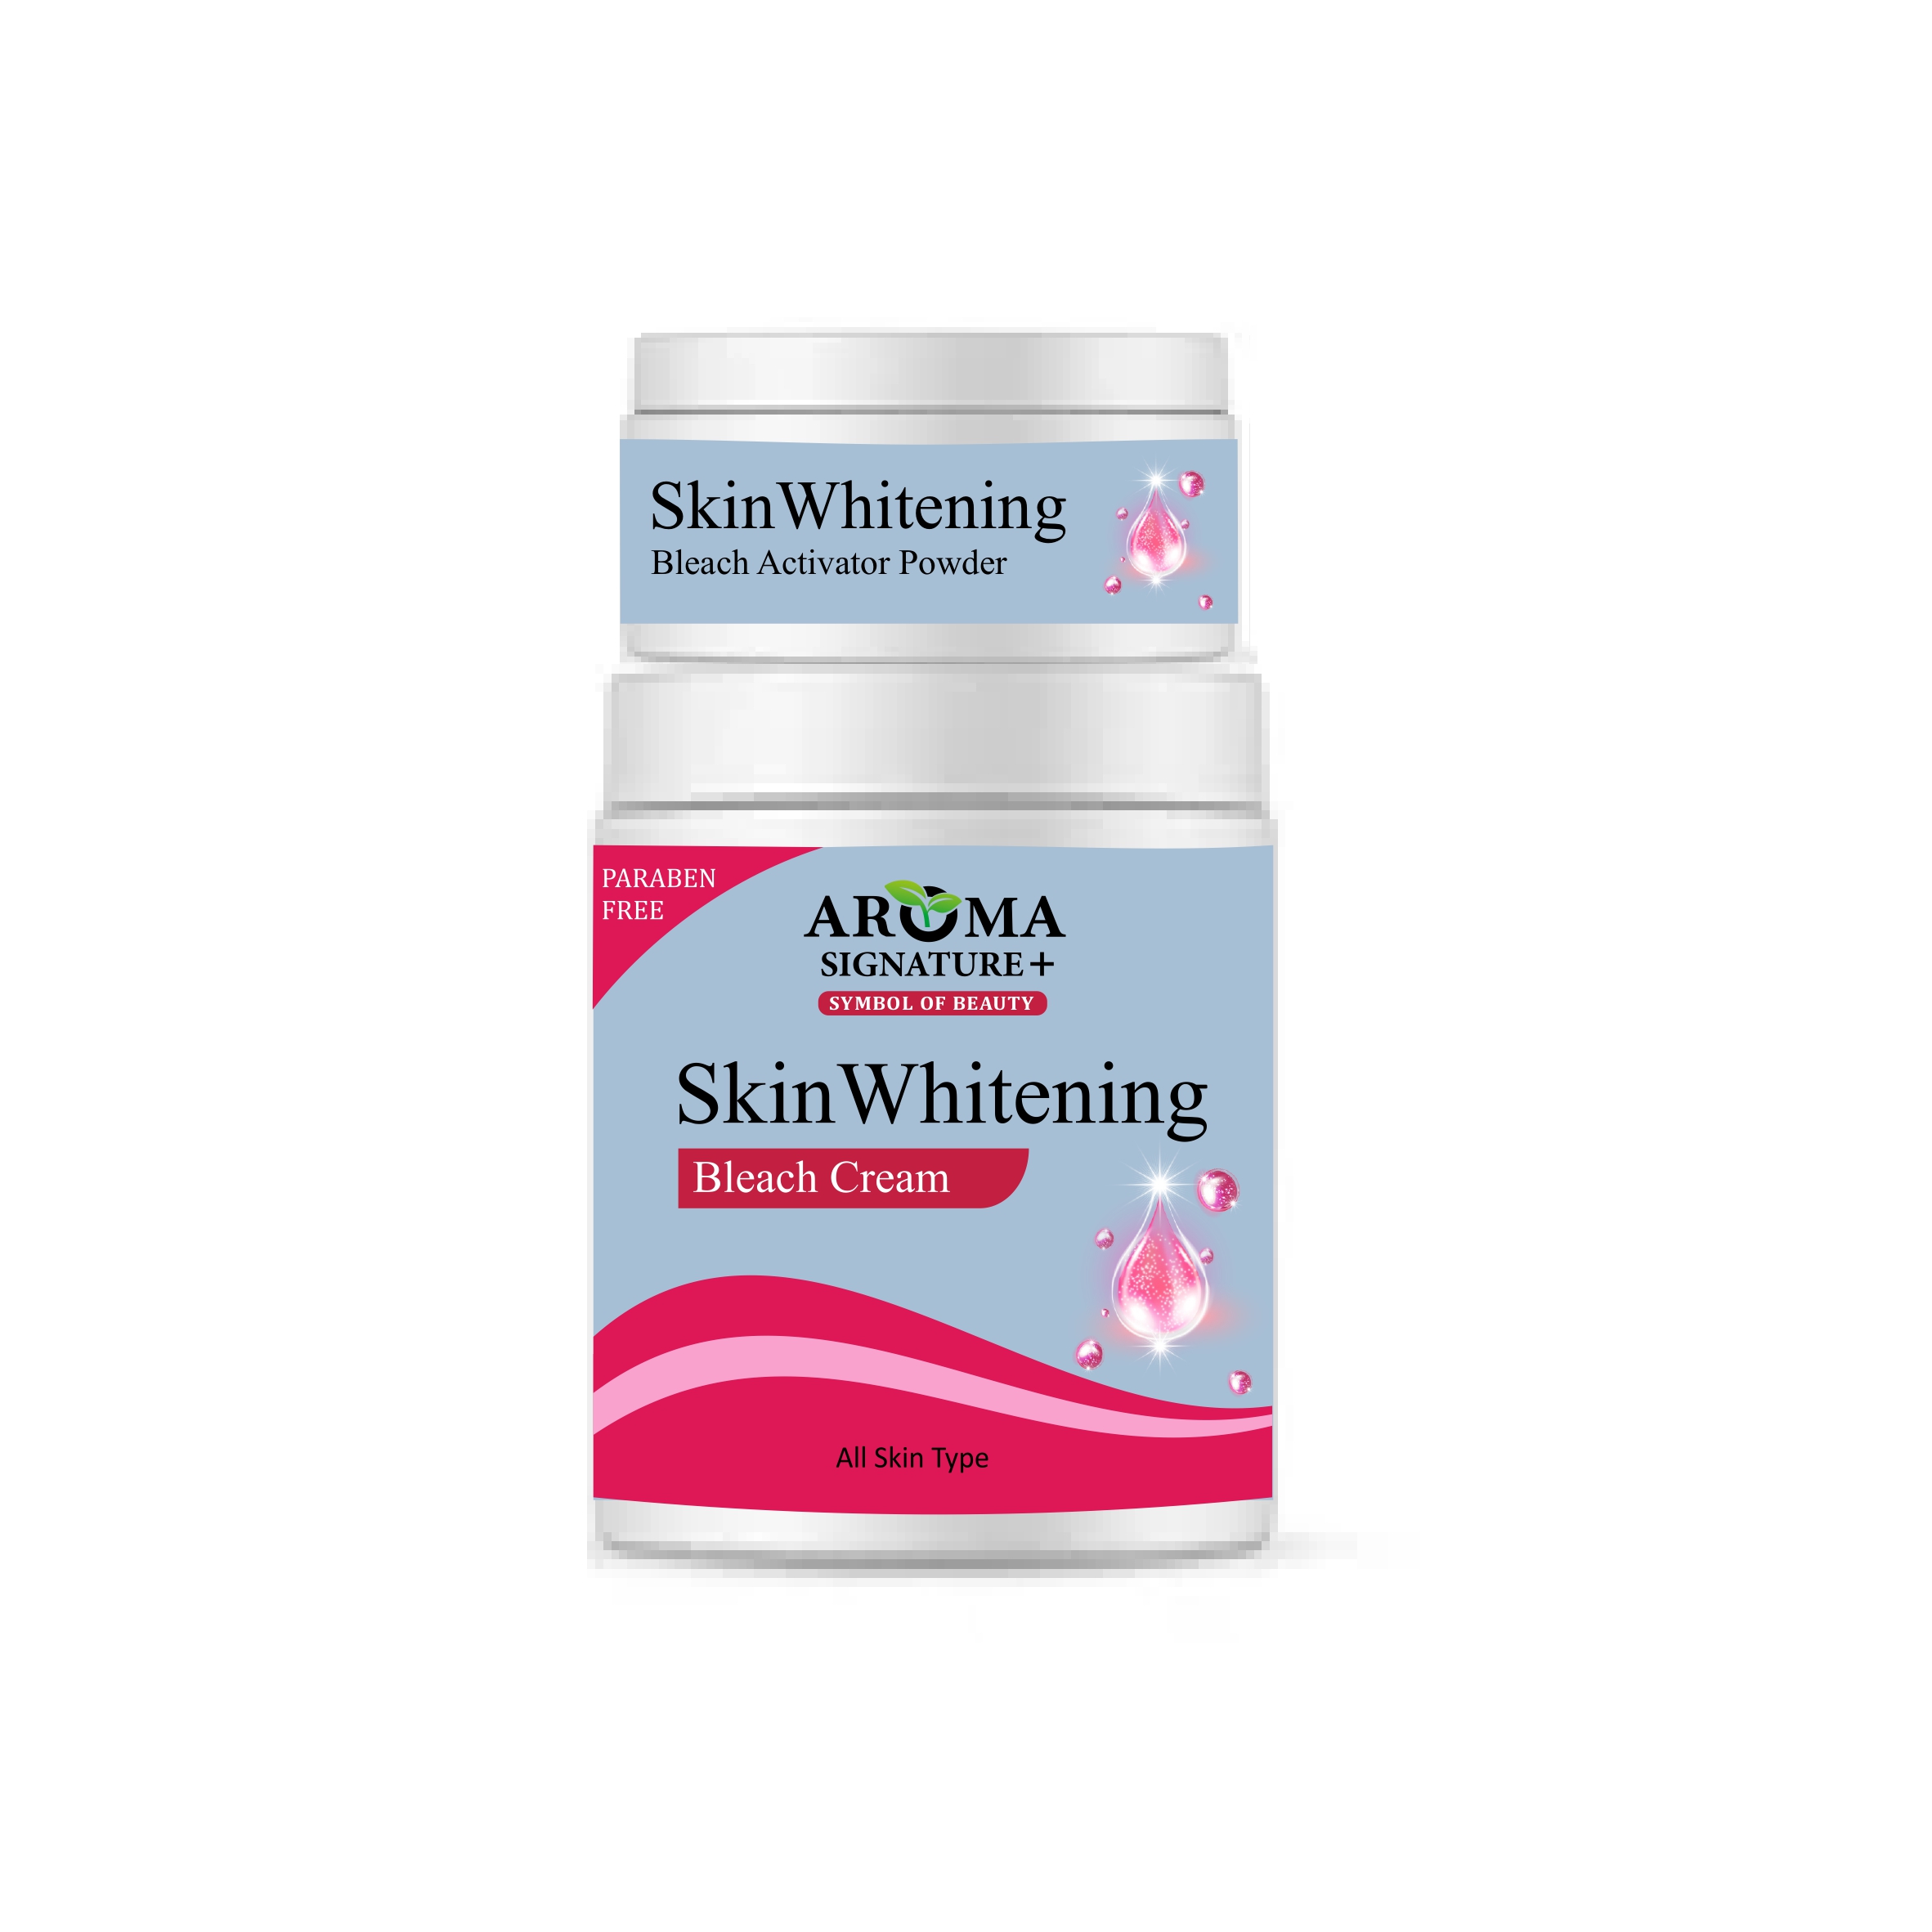 SkinWhitening
Bleach Activator Powder
PARABEN
FREE
AROMA
SIGNATURE+
SYMBOL OF BEAUTY
SkinWhitening
Bleach Cream
All Skin Type